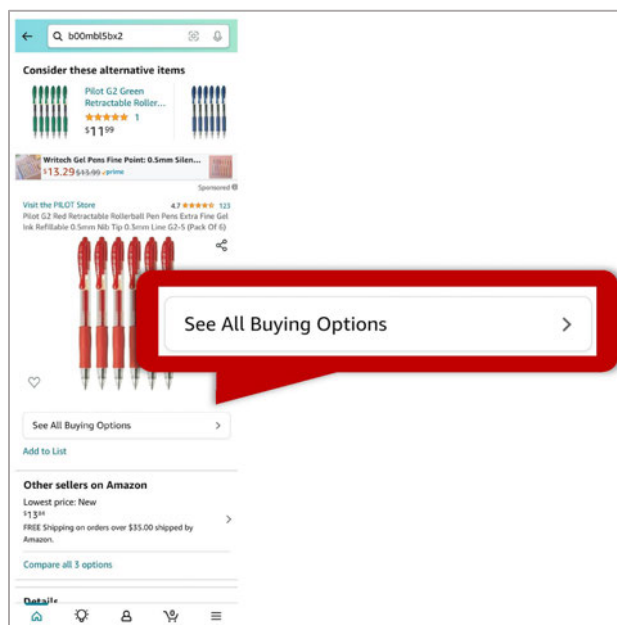 b00mbl5bx2
Consider these alternative items
Pilot G2 Green
Retractable Roller...
1
$1199
Writech Gel Pens Fine Point: 0.5mm Silen...
$13.29 $13.99 prime
Sponsored
Visit the PILOT Store 4.7 123
Pilot G2 Red Retractable Rollerball Pen Pens Extra Fine Gel
Ink Refillable 0.5mm Nib Tip 0.5mm Line G2-5 (Pack Of 6)
See All Buying Options
See All Buying Options
Add to List
Other sellers on Amazon
Lowest price: New
FREE Shipping on orders over $35.00 shipped by
Amazon.
Compare all 3 options
Details